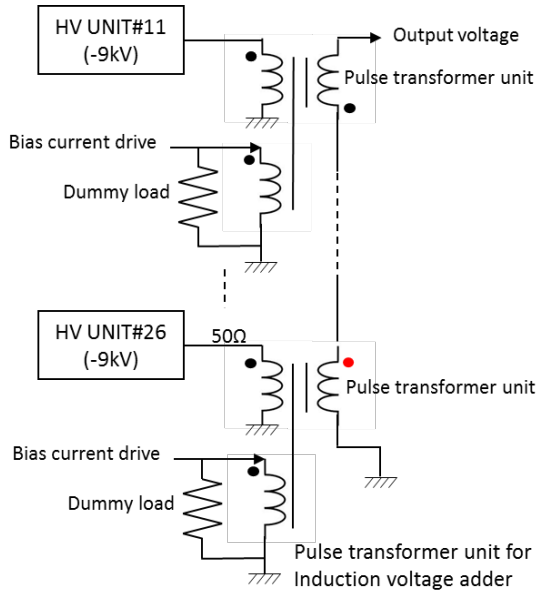 HV UNIT#11
(-9kV)
Output voltage
Pulse transformer unit
Bias current drive
Dummy load
HV UNIT#26
(-9kV)
50Ω
Pulse transformer unit
Bias current drive
Dummy load
Pulse transformer unit for
Induction voltage adder